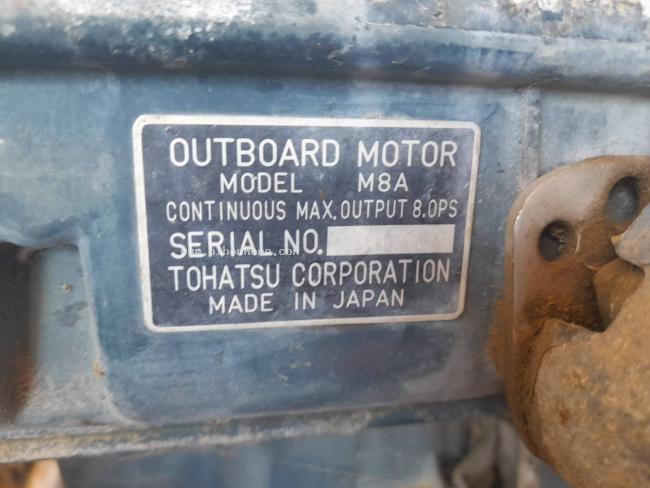 OUTBOARD MOTOR
MODEL M8A
CONTINUOUS MAX. OUTPUT 8.0PS
SERIAL NO.
TOHATSU CORPORATION
MADE IN JAPAN